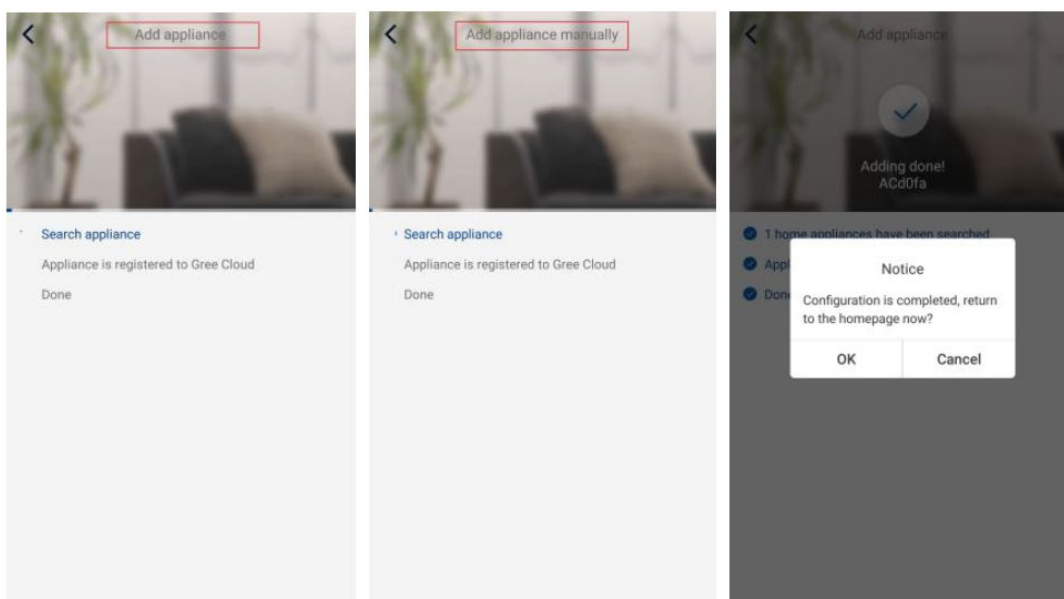 Add appliance
Search appliance
Appliance is registered to Gree Cloud
Done
Add appliance manually
Search appliance
Appliance is registered to Gree Cloud
Done
Add appliance
Adding done!
ACd0fa
1 home appliances have been searched
Appl
Done
Notice
Configuration is completed, return
to the homepage now?
OK
Cancel